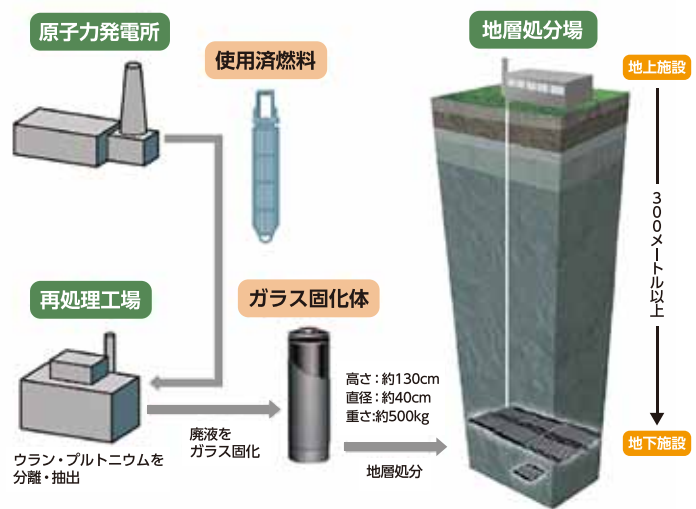 原子力発電所
使用済燃料
地層処分場
地上施設
300メートル以上
再処理工場
ガラス固化体
高さ：約130cm
直径：約40cm
重さ:約500kg
廃液を
ガラス固化
ウラン・プルトニウムを
分離・抽出
地層処分
地下施設